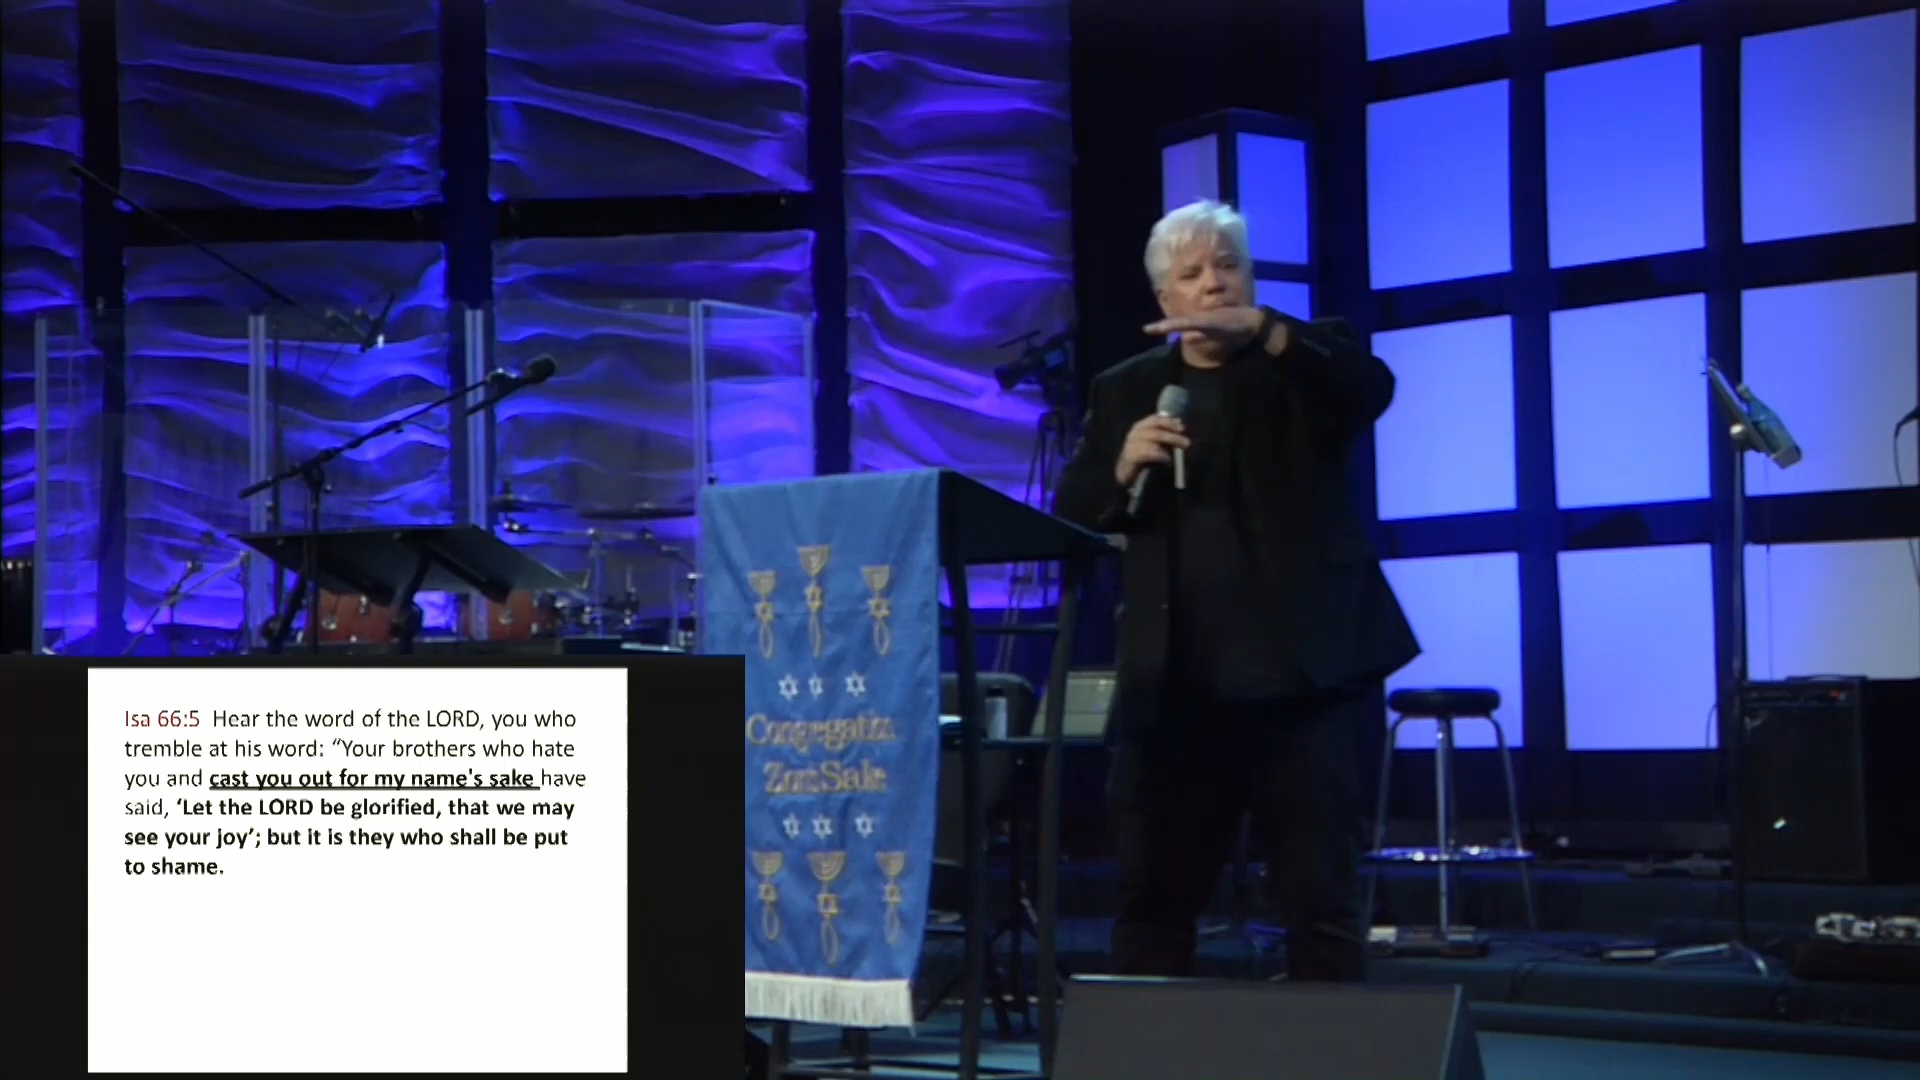 Congregation
Zion's Sake
Isa 66:5 Hear the word of the LORD, you who
tremble at his word: “Your brothers who hate
you and cast you out for my name's sake have
said, ‘Let the LORD be glorified, that we may
see your joy’; but it is they who shall be put
to shame.